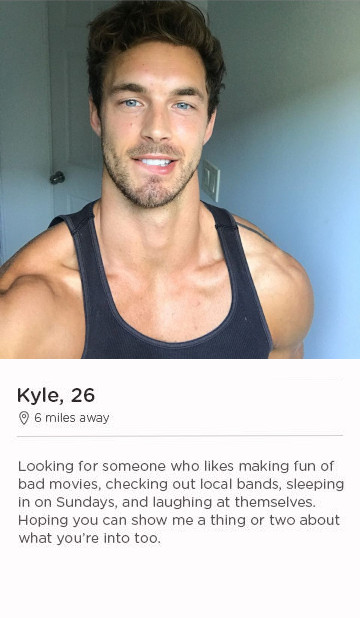 Kyle, 26
6 miles away
Looking for someone who likes making fun of
bad movies, checking out local bands, sleeping
in on Sundays, and laughing at themselves.
Hoping you can show me a thing or two about
what you’re into too.